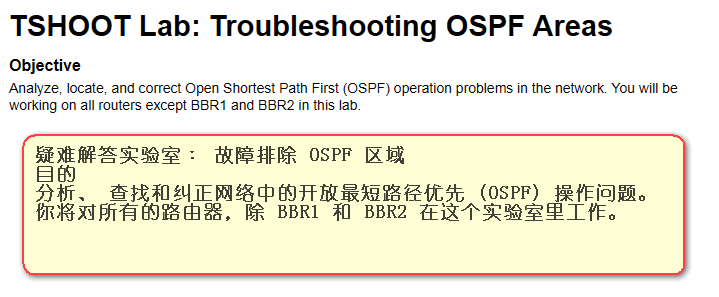 TSHOOT Lab: Troubleshooting OSPF Areas
Objective
Analyze, locate, and correct Open Shortest Path First (OSPF) operation problems in the network. You will be
working on all routers except BBR1 and BBR2 in this lab.
疑难解答实验室： 故障排除 OSPF 区域
目的
分析、 查找和纠正网络中的开放最短路径优先 (OSPF) 操作问题。
你将对所有的路由器，除 BBR1 和 BBR2 在这个实验室里工作。